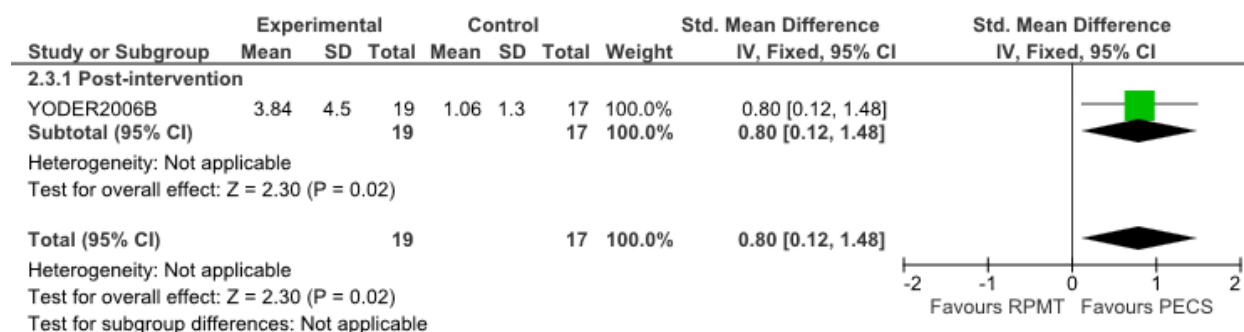 Experimental Control Std. Mean Difference Std. Mean Difference
Study or Subgroup Mean SD Total Mean SD Total Weight IV, Fixed, 95% CI IV, Fixed, 95% CI
2.3.1 Post-intervention
YODER2006B 3.84 4.5 19 1.06 1.3 17 100.0% 0.80 [0.12, 1.48]
Subtotal (95% CI) 19 17 100.0% 0.80 [0.12, 1.48]
Heterogeneity: Not applicable
Test for overall effect: Z = 2.30 (P = 0.02)
Total (95% CI) 19 17 100.0% 0.80 [0.12, 1.48]
Heterogeneity: Not applicable
Test for overall effect: Z = 2.30 (P = 0.02)
Test for subgroup differences: Not applicable
-2 -1 0 1 2
Favours RPMT Favours PECS